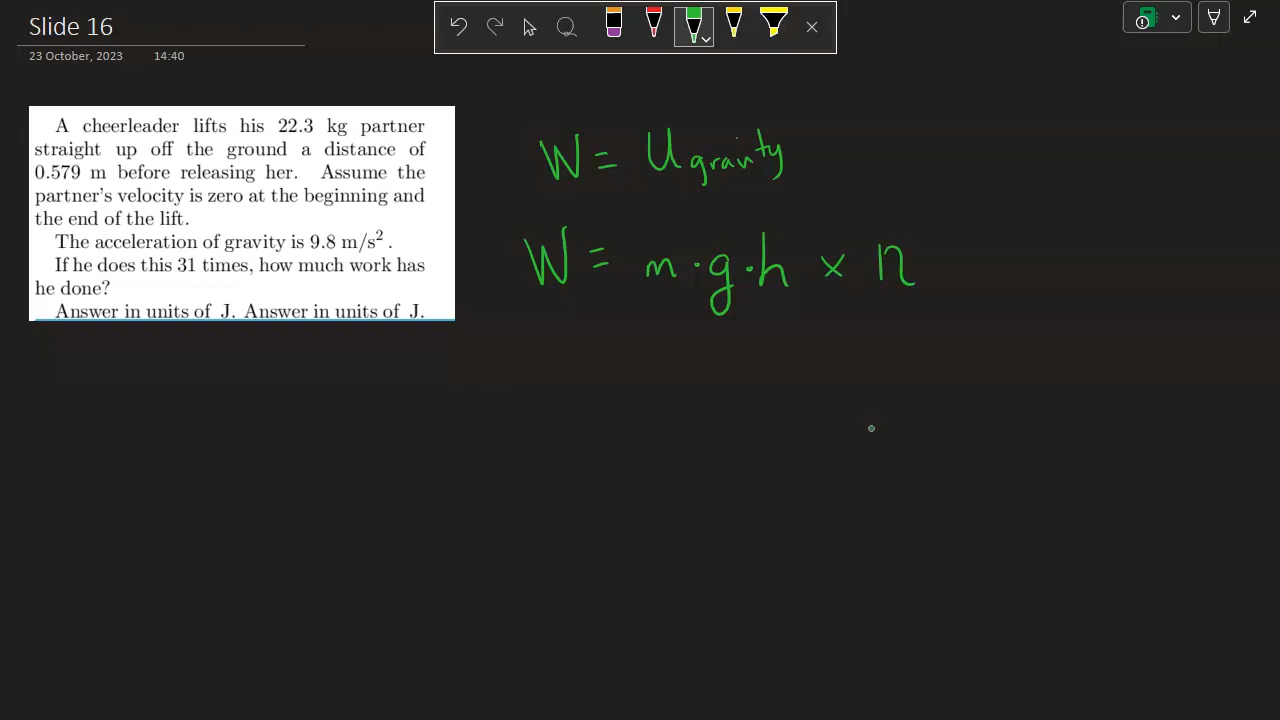 Slide 16
23 October, 2023 14:40
A cheerleader lifts his 22.3 kg partner
straight up off the ground a distance of
0.579 m before releasing her. Assume the
partner's velocity is zero at the beginning and
the end of the lift.
The acceleration of gravity is 9.8 m/s².
If he does this 31 times, how much work has
he done?
Answer in units of J. Answer in units of J.
W = U gravity
W = m · g · h × n